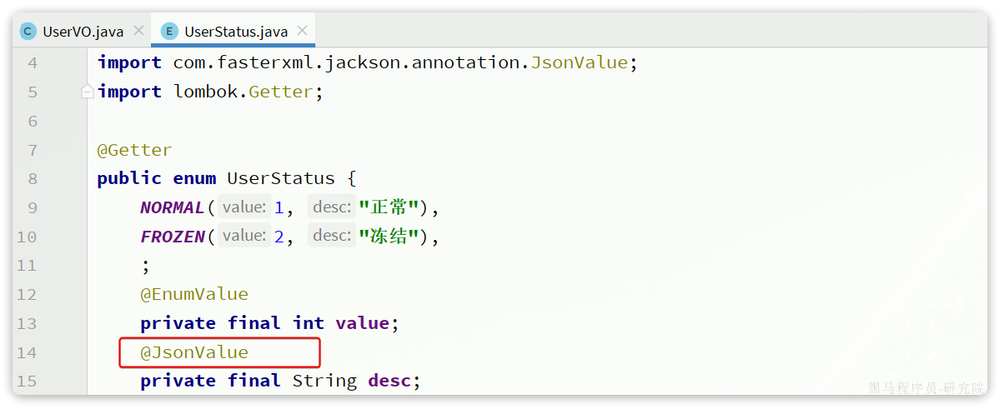 C UserVO.java × E UserStatus.java ×
4 import com.fasterxml.jackson.annotation.JsonValue;
5 import lombok.Getter;
6
7 @Getter
8 public enum UserStatus {
9 NORMAL( value: 1, desc: "正常"),
10 FROZEN( value: 2, desc: "冻结"),
11 ;
12 @EnumValue
13 private final int value;
14 @JsonValue
15 private final String desc;
黑马程序员-研究院